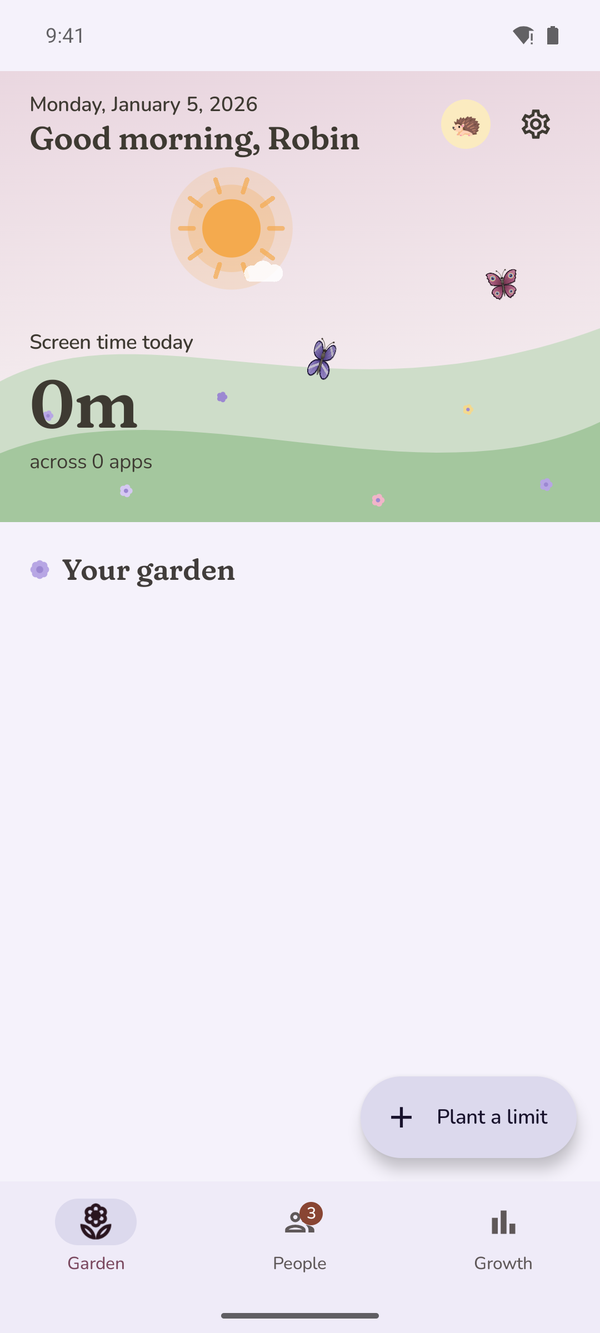 9:41
Monday, January 5, 2026
Good morning, Robin
Screen time today
0m
across 0 apps
Your garden
Plant a limit
3
Garden
People
Growth